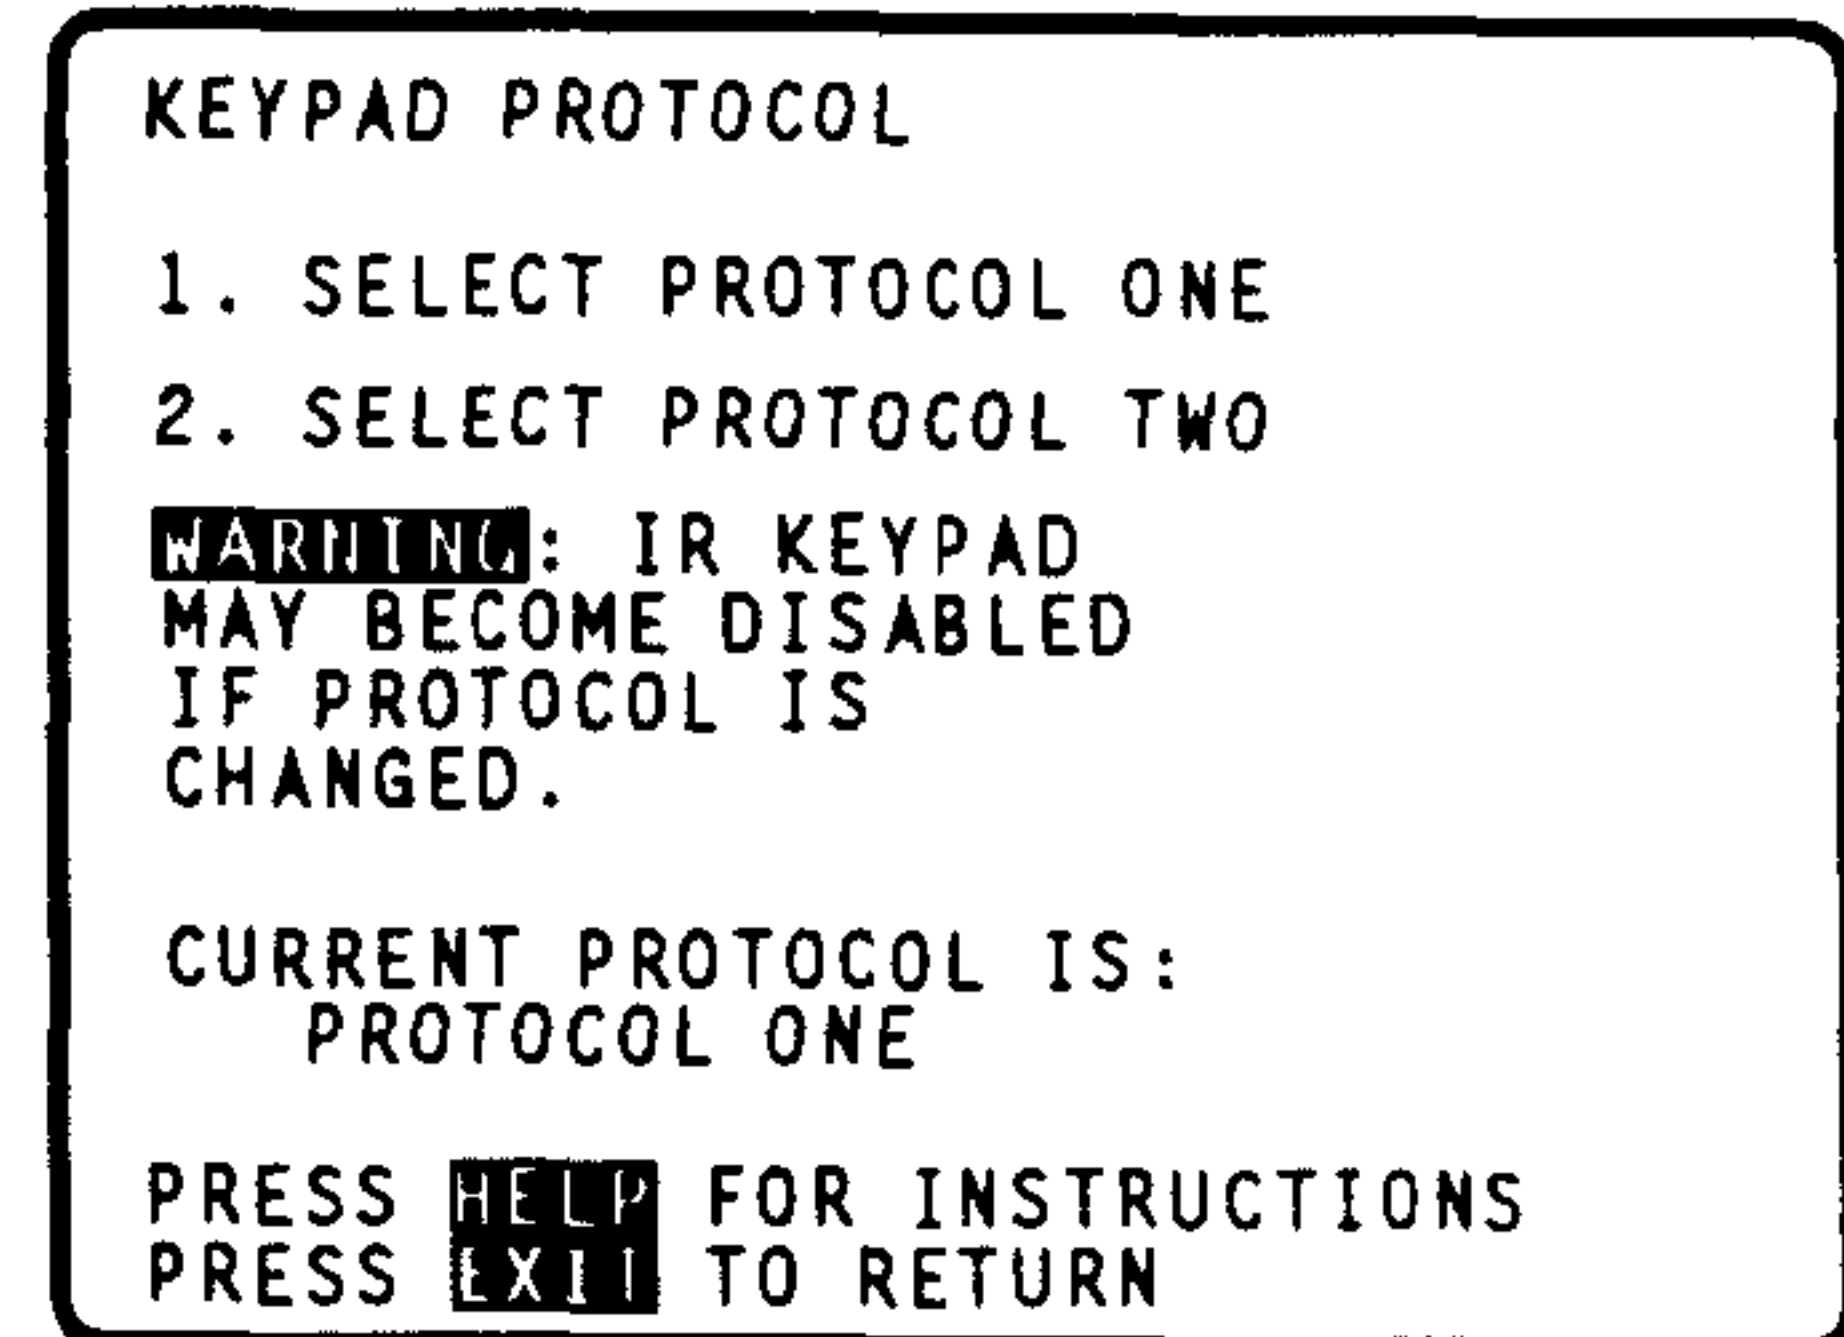 KEYPAD PROTOCOL
1. SELECT PROTOCOL ONE
2. SELECT PROTOCOL TWO
WARNING: IR KEYPAD
MAY BECOME DISABLED
IF PROTOCOL IS
CHANGED.
CURRENT PROTOCOL IS:
PROTOCOL ONE
PRESS HELP FOR INSTRUCTIONS
PRESS EXIT TO RETURN